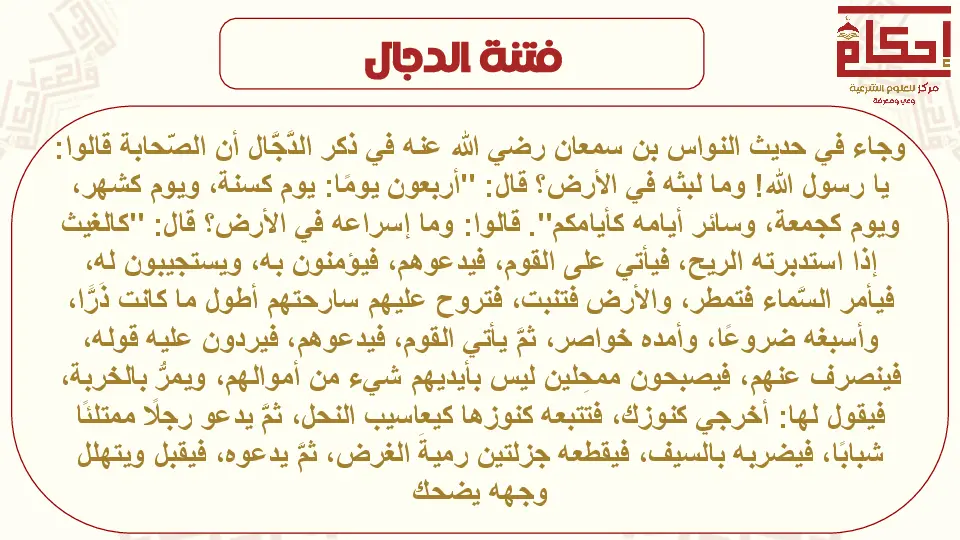 إحكام
مركز للعلوم الشرعية
وعي ومعرفة
فتنة الدجال
وجاء في حديث النواس بن سمعان رضي الله عنه في ذكر الدَّجَّال أن الصّحابة قالوا:
يا رسول الله! وما لبثه في الأرض؟ قال: "أربعون يومًا: يوم كسنة، ويوم كشهر،
ويوم كجمعة، وسائر أيامه كأيامكم". قالوا: وما إسراعه في الأرض؟ قال: "كالغيث
إذا استدبرته الريح، فيأتي على القوم، فيدعوهم، فيؤمنون به، ويستجيبون له،
فيأمر السَّماء فتمطر، والأرض فتنبت، فتروح عليهم سارحتهم أطول ما كانت ذَرًّا،
وأسبغه ضروعًا، وأمده خواصر، ثمَّ يأتي القوم، فيدعوهم، فيردون عليه قوله،
فينصرف عنهم، فيصبحون ممحِلين ليس بأيديهم شيء من أموالهم، ويمرُّ بالخربة،
فيقول لها: أخرجي كنوزك، فتتبعه كنوزها كيعاسيب النحل، ثمَّ يدعو رجلًا ممتلئًا
شبابًا، فيضربه بالسيف، فيقطعه جزلتين رميةَ الغرض، ثمَّ يدعوه، فيقبل ويتهلل
وجهه يضحك